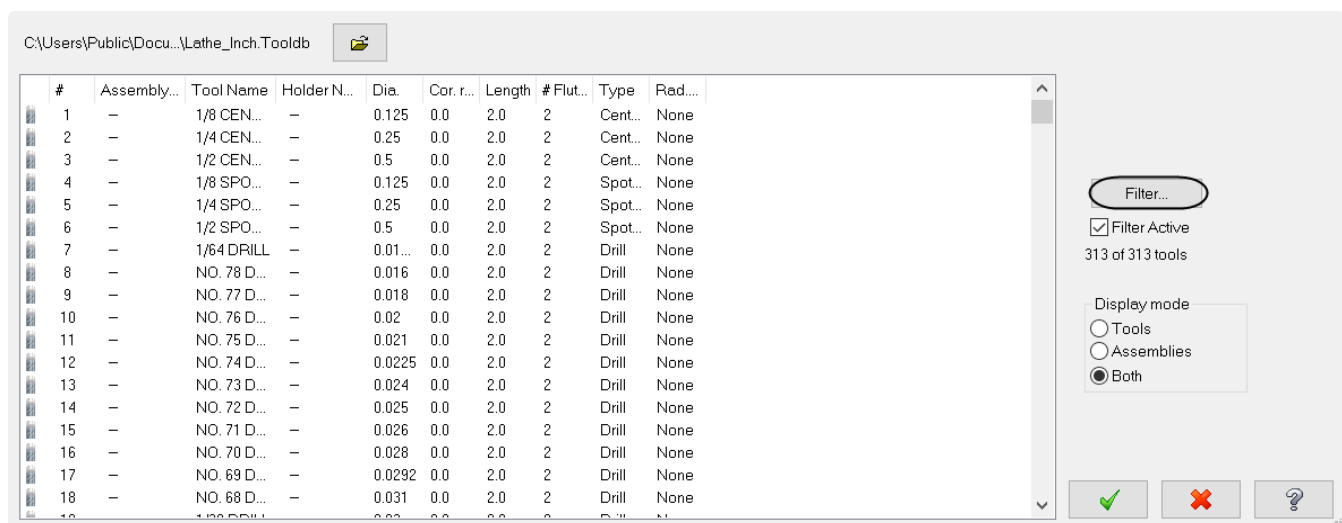 C:\Users\Public\Docu...\Lathe_Inch.Tooldb
# Assembly... Tool Name Holder N... Dia. Cor. r... Length # Flut... Type Rad....
1 – 1/8 CEN... – 0.125 0.0 2.0 2 Cent... None
2 – 1/4 CEN... – 0.25 0.0 2.0 2 Cent... None
3 – 1/2 CEN... – 0.5 0.0 2.0 2 Cent... None
4 – 1/8 SPO... – 0.125 0.0 2.0 2 Spot... None
5 – 1/4 SPO... – 0.25 0.0 2.0 2 Spot... None
6 – 1/2 SPO... – 0.5 0.0 2.0 2 Spot... None
7 – 1/64 DRILL – 0.01... 0.0 2.0 2 Drill None
8 – NO. 78 D... – 0.016 0.0 2.0 2 Drill None
9 – NO. 77 D... – 0.018 0.0 2.0 2 Drill None
10 – NO. 76 D... – 0.02 0.0 2.0 2 Drill None
11 – NO. 75 D... – 0.021 0.0 2.0 2 Drill None
12 – NO. 74 D... – 0.0225 0.0 2.0 2 Drill None
13 – NO. 73 D... – 0.024 0.0 2.0 2 Drill None
14 – NO. 72 D... – 0.025 0.0 2.0 2 Drill None
15 – NO. 71 D... – 0.026 0.0 2.0 2 Drill None
16 – NO. 70 D... – 0.028 0.0 2.0 2 Drill None
17 – NO. 69 D... – 0.0292 0.0 2.0 2 Drill None
18 – NO. 68 D... – 0.031 0.0 2.0 2 Drill None
Filter...
Filter Active
313 of 313 tools
Display mode
Tools
Assemblies
Both